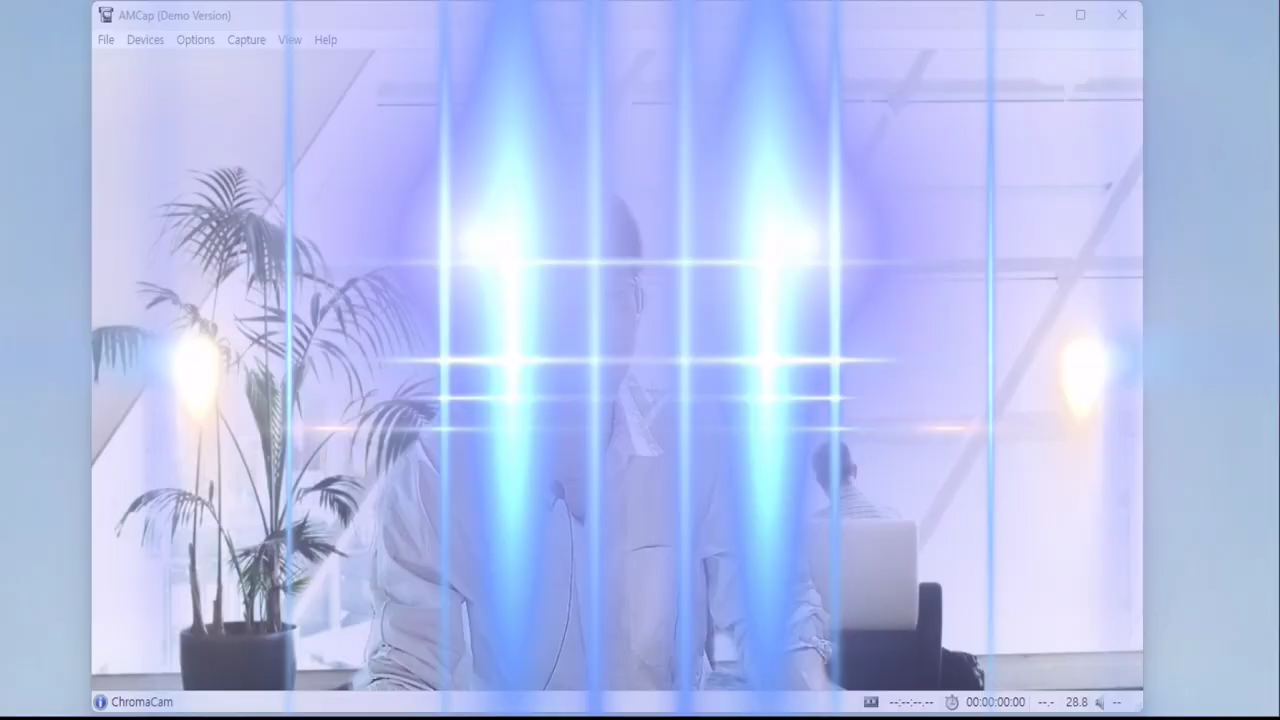 AMCap (Demo Version)
File Devices Options Capture View Help
ChromaCam --:--:--.-- 00:00:00:00 --.- 28.8 --